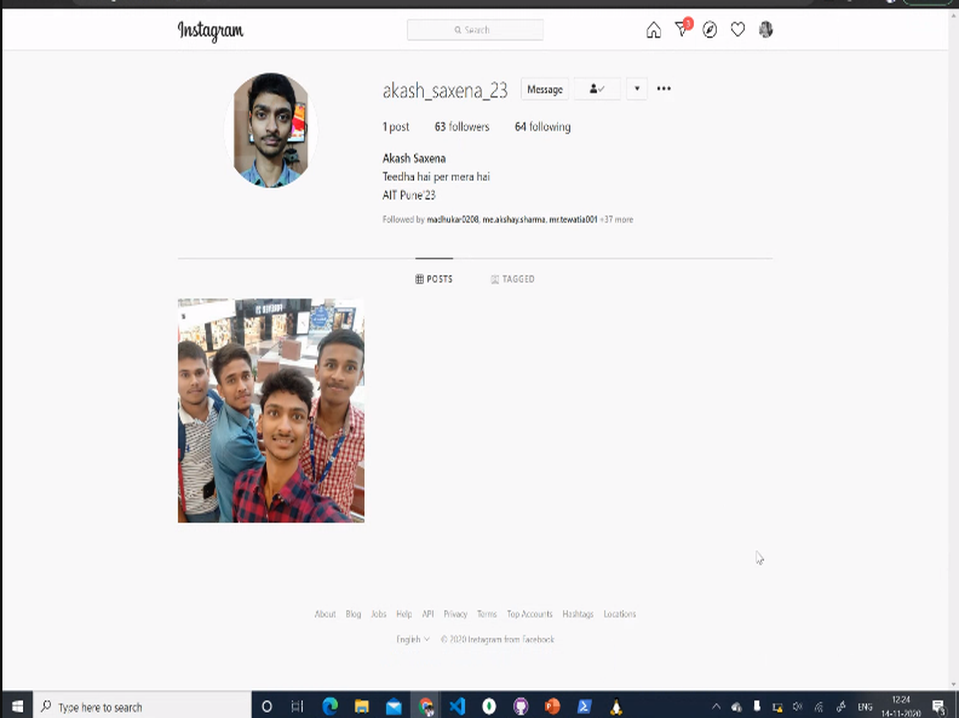 Instagram
Search
3
akash_saxena_23 Message
1 post 63 followers 64 following
Akash Saxena
Teedha hai per mera hai
AIT Pune'23
Followed by madhukar0208, me.akshay.sharma, mr.tewatia001 +37 more
POSTS TAGGED
About Blog Jobs Help API Privacy Terms Top Accounts Hashtags Locations
English © 2020 Instagram from Facebook
Type here to search
ENG
12:24
14-11-2020
3